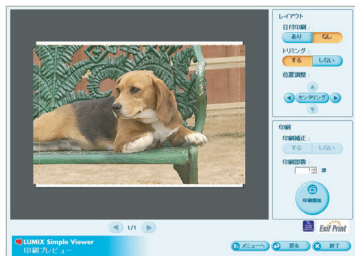 レイアウト
日付印刷:
あり なし
トリミング:
する しない
位置調整:
センタリング
印刷
印刷補正:
する しない
印刷部数:
部
印刷開始
1/1
Exif Print
LUMIX Simple Viewer
印刷プレビュー
メニューへ 戻る 終了